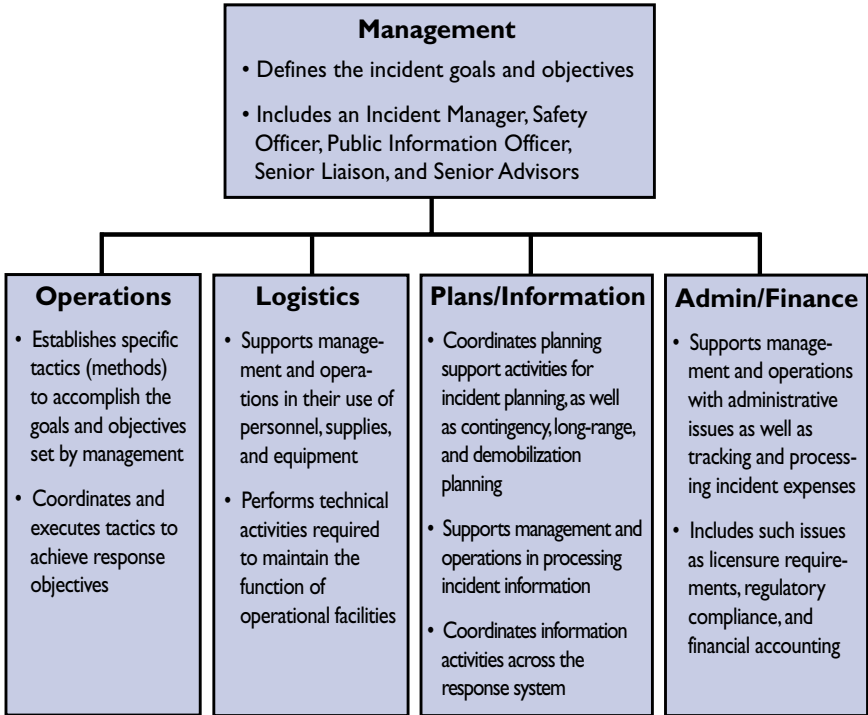 Management
• Defines the incident goals and objectives
• Includes an Incident Manager, Safety
Officer, Public Information Officer,
Senior Liaison, and Senior Advisors
Operations
• Establishes specific
tactics (methods)
to accomplish the
goals and objectives
set by management
• Coordinates and
executes tactics to
achieve response
objectives
Logistics
• Supports manage-
ment and opera-
tions in their use of
personnel, supplies,
and equipment
• Performs technical
activities required
to maintain the
function of
operational facilities
Plans/Information
• Coordinates planning
support activities for
incident planning, as well
as contingency, long-range,
and demobilization
planning
• Supports management and
operations in processing
incident information
• Coordinates information
activities across the
response system
Admin/Finance
• Supports manage-
ment and operations
with administrative
issues as well as
tracking and process-
ing incident expenses
• Includes such issues
as licensure require-
ments, regulatory
compliance, and
financial accounting